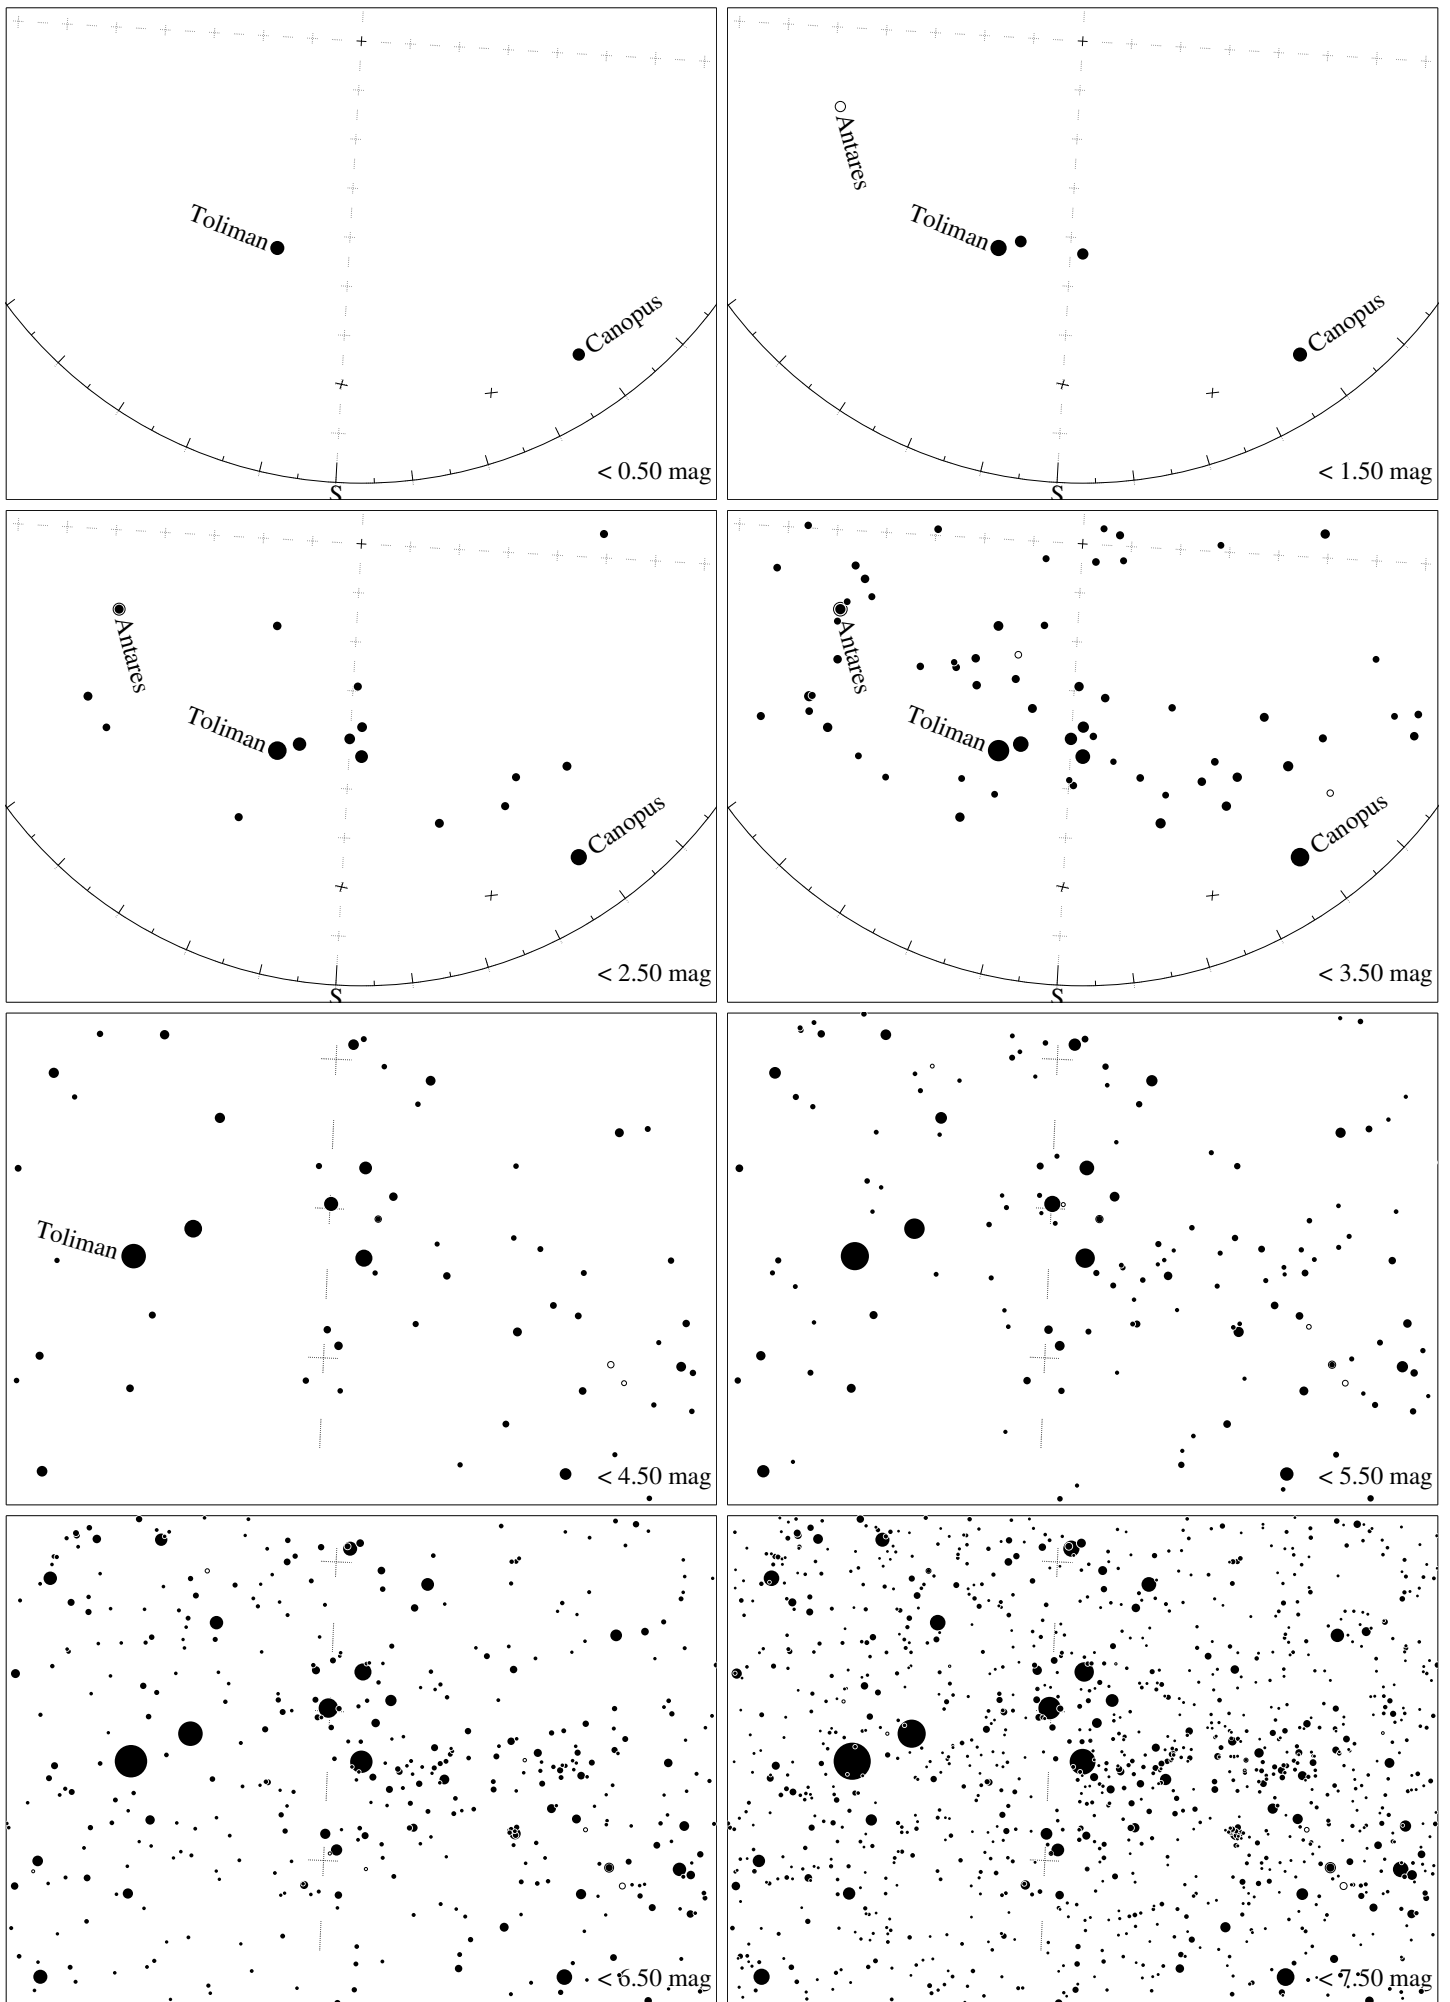 Toliman
Canopus
S
< 0.50 mag
Antares
Toliman
Canopus
S
< 1.50 mag
Antares
Toliman
Canopus
S
< 2.50 mag
Antares
Toliman
Canopus
S
< 3.50 mag
Toliman
< 4.50 mag
< 5.50 mag
< 6.50 mag
< 7.50 mag